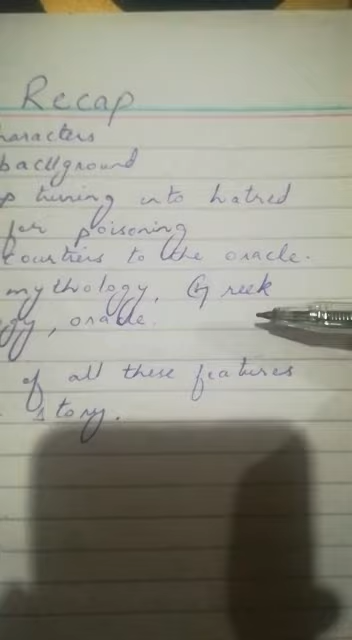 Recap
haracters
background
p turning into hatred
for poisoning
Courtiers to the oracle.
mythology, Greek
gy, oracle.
of all these features
story.